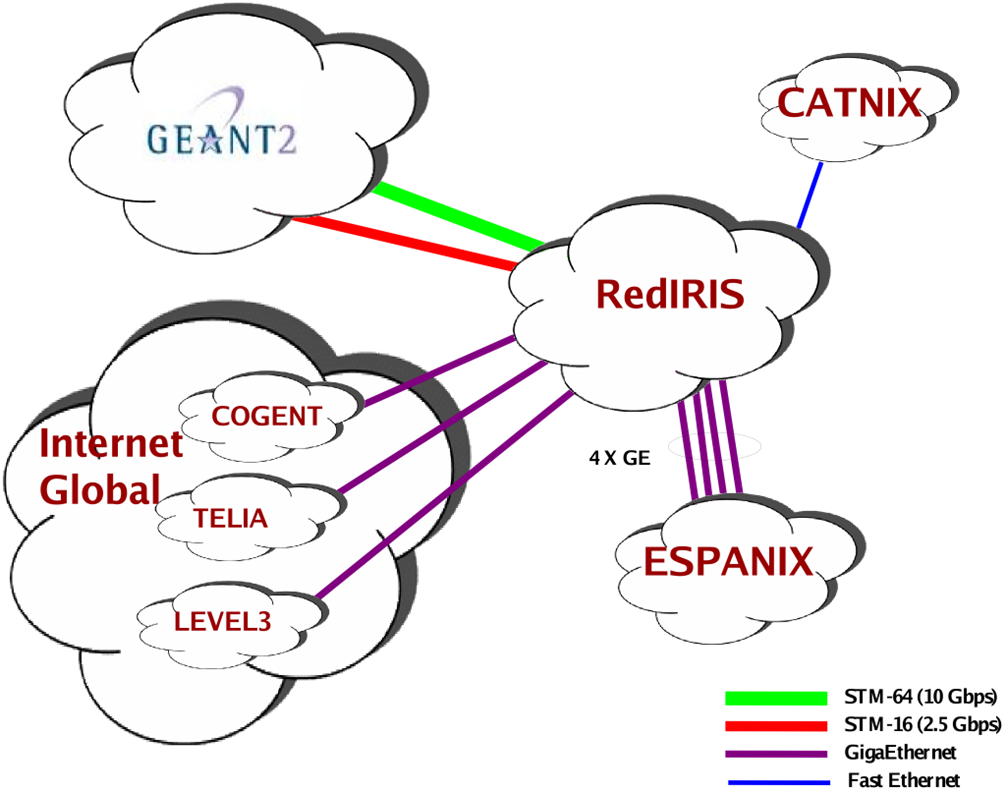 GEANT2
CATNIX
RedIRIS
COGENT
Internet
Global
TELIA
LEVEL3
4 X GE
ESPANIX
STM-64 (10 Gbps)
STM-16 (2.5 Gbps)
GigaEthernet
Fast Ethernet